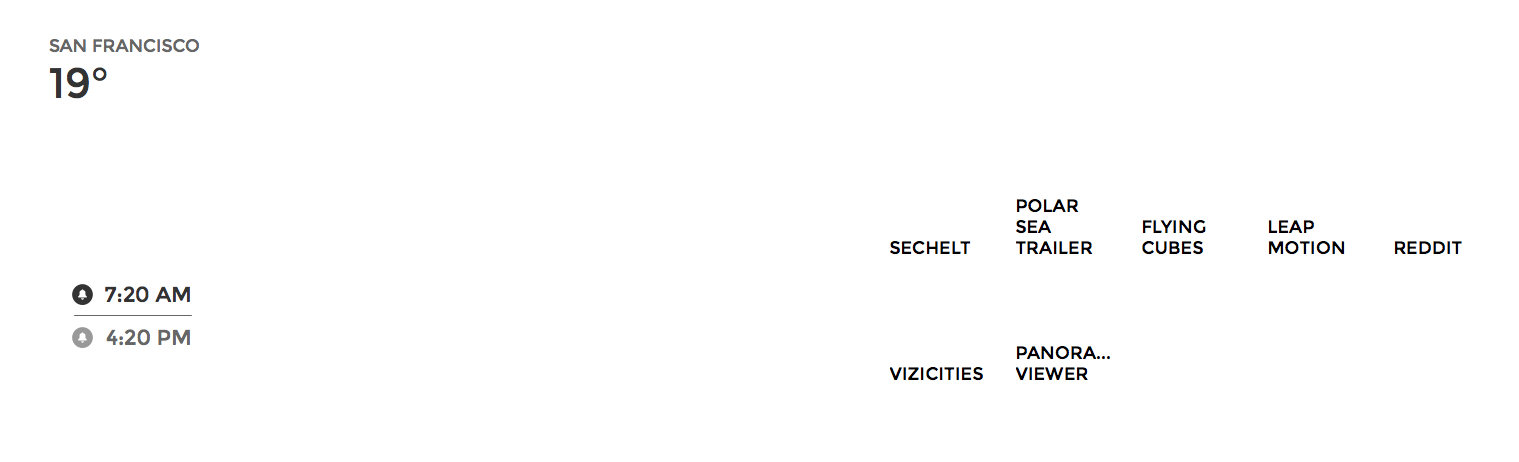 SAN FRANCISCO
19°
7:20 AM
4:20 PM
SECHELT
POLAR
SEA
TRAILER
FLYING
CUBES
LEAP
MOTION
REDDIT
VIZICITIES
PANORA...
VIEWER